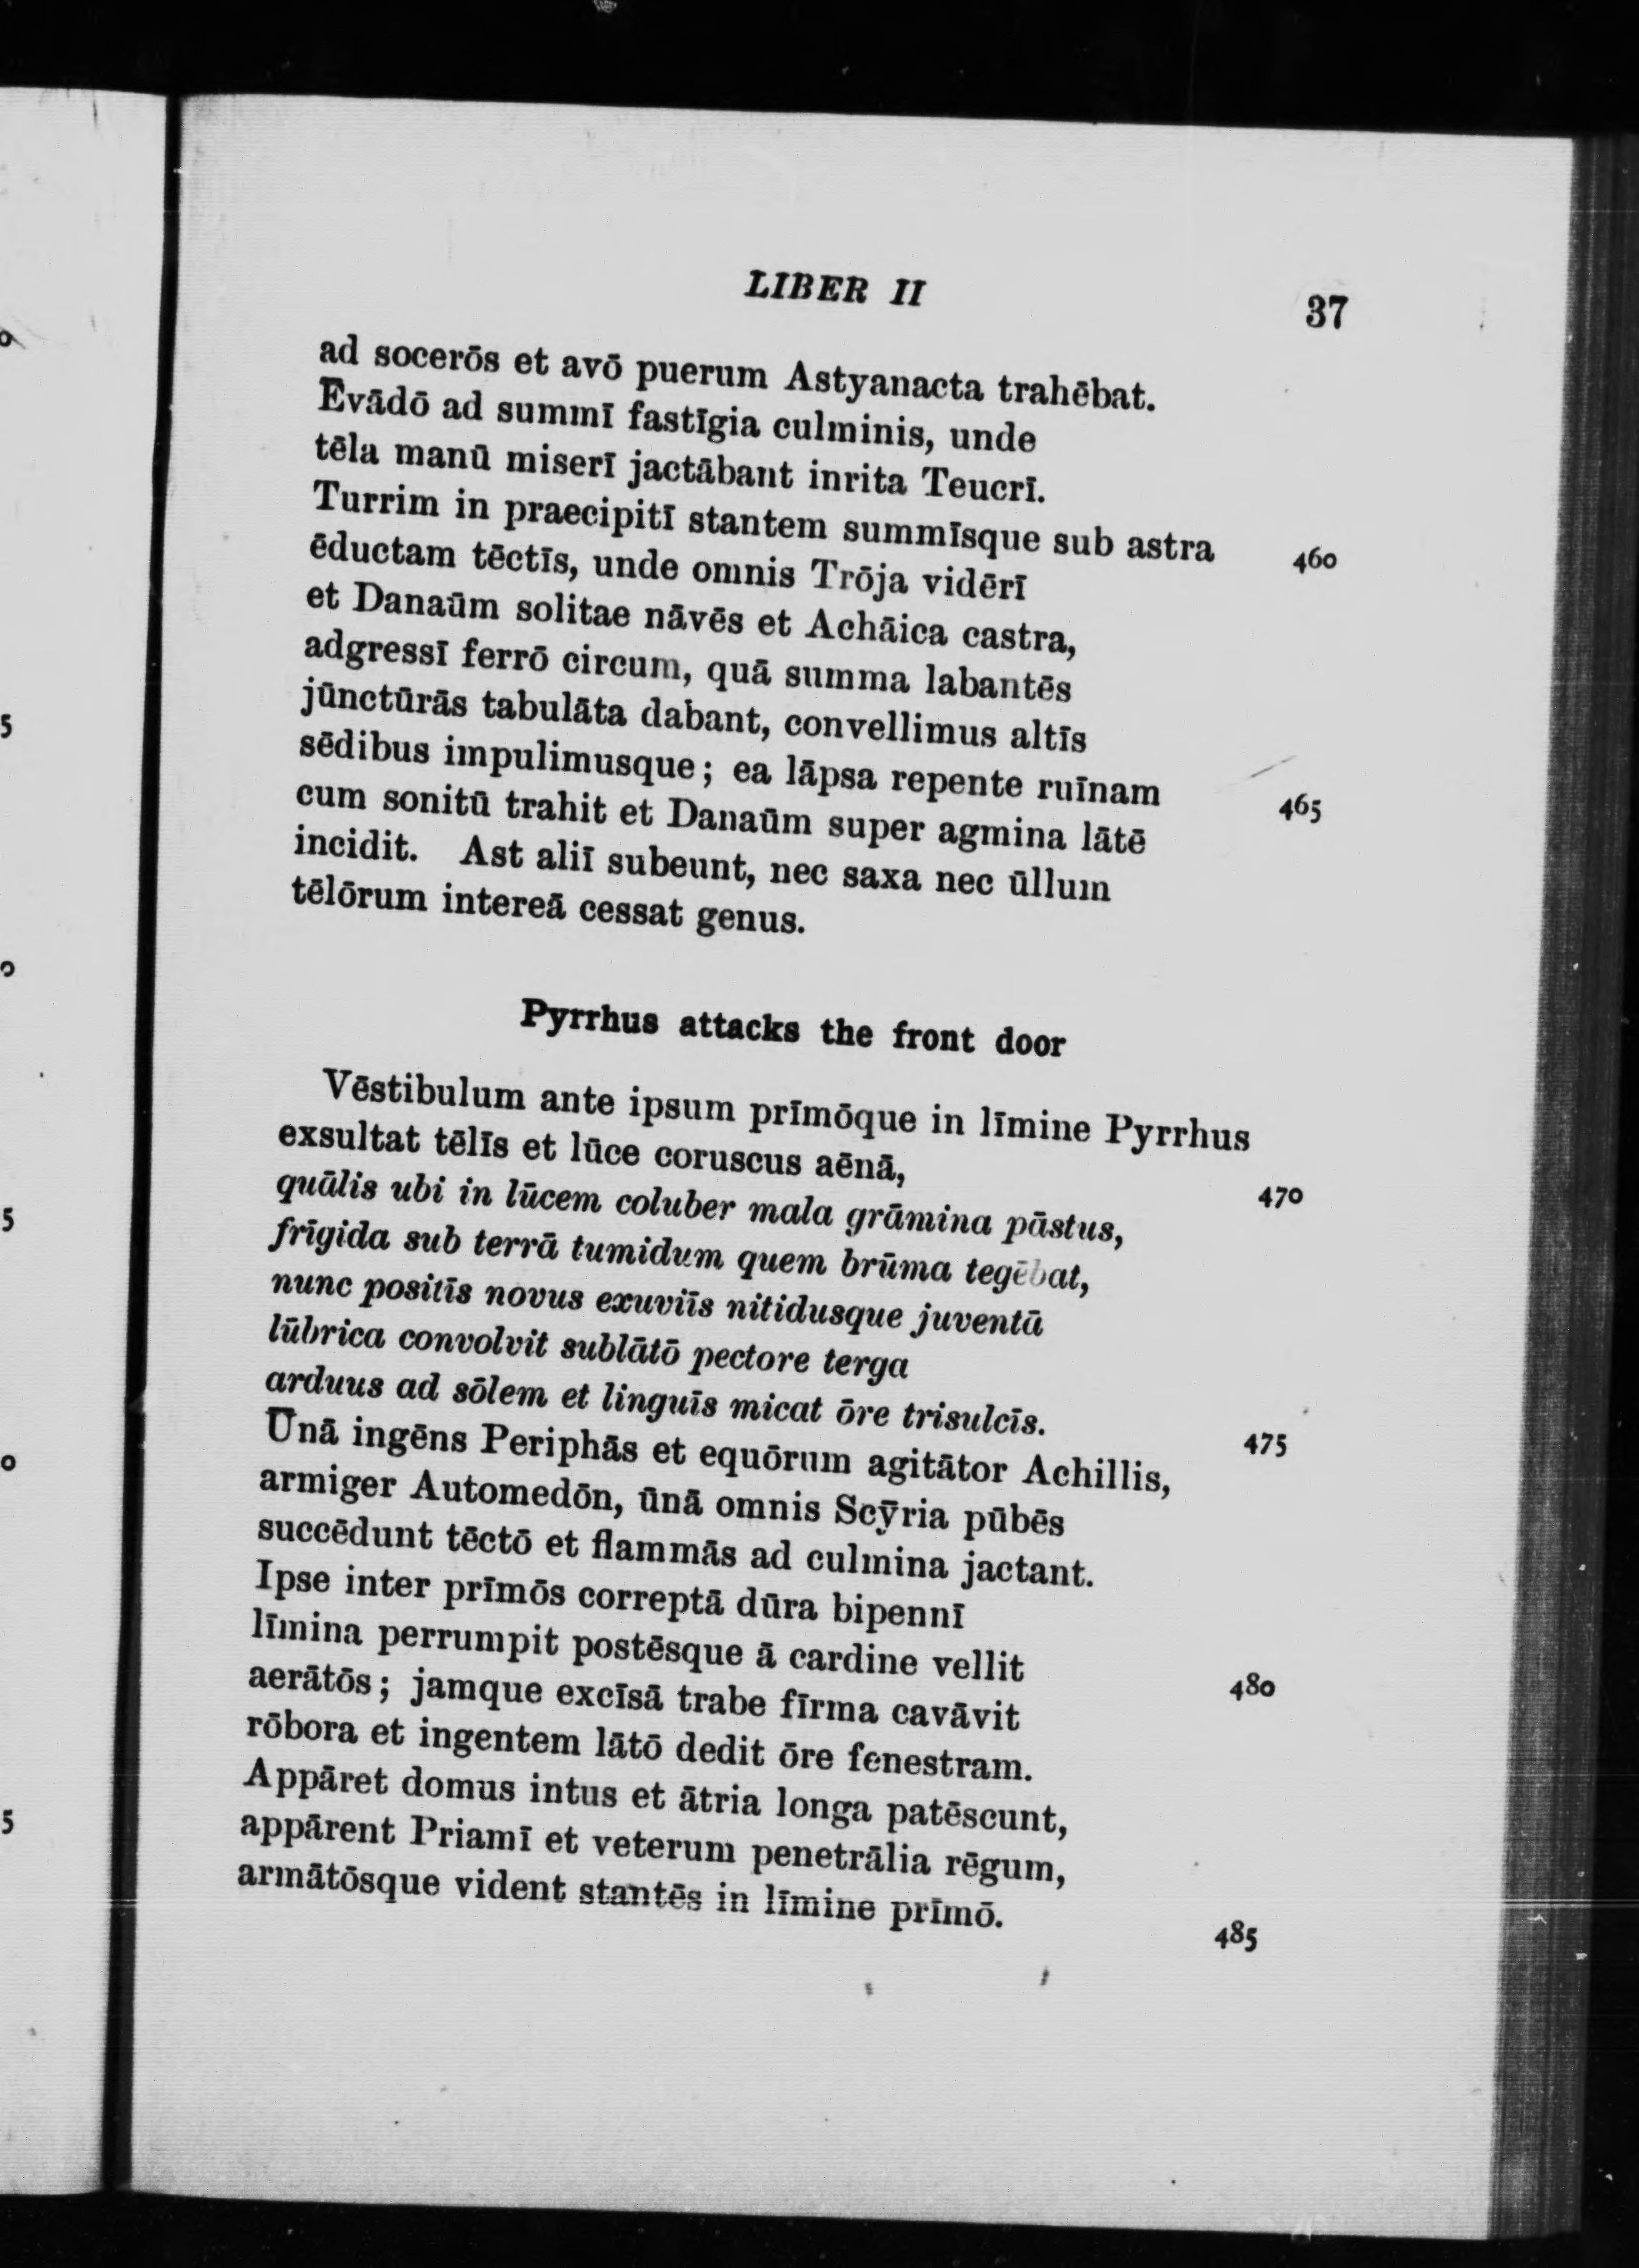 LIBER II 37
ad socerōs et avō puerum Astyanacta trahēbat.
Ēvādō ad summī fastīgia culminis, unde
tēla manū miserī jactābant inrita Teucrī.
Turrim in praecipitī stantem summīsque sub astra 460
ēductam tēctīs, unde omnis Trōja vidērī
et Danaūm solitae nāvēs et Achāica castra,
adgressī ferrō circum, quā summa labantēs
jūnctūrās tabulāta dabant, convellimus altīs
sēdibus impulimusque; ea lāpsa repente ruīnam 465
cum sonitū trahit et Danaūm super agmina lātē
incidit. Ast aliī subeunt, nec saxa nec ūllum
tēlōrum intereā cessat genus.
Pyrrhus attacks the front door
Vēstibulum ante ipsum prīmōque in līmine Pyrrhus
exsultat tēlīs et lūce coruscus aēnā, 470
quālis ubi in lūcem coluber mala grāmina pāstus,
frīgida sub terrā tumidum quem brūma tegēbat,
nunc positīs novus exuviīs nitidusque juventā
lūbrica convolvit sublātō pectore terga
arduus ad sōlem et linguīs micat ōre trisulcīs. 475
Ūnā ingēns Periphās et equōrum agitātor Achillis,
armiger Automedōn, ūnā omnis Scȳria pūbēs
succēdunt tēctō et flammās ad culmina jactant.
Ipse inter prīmōs correptā dūra bipennī
līmina perrumpit postēsque ā cardine vellit 480
aerātōs; jamque excīsā trabe fīrma cavāvit
rōbora et ingentem lātō dedit ōre fenestram.
Appāret domus intus et ātria longa patēscunt,
appārent Priamī et veterum penetrālia rēgum,
armātōsque vident stantēs in līmine prīmō. 485
o
5
o
5
o
5